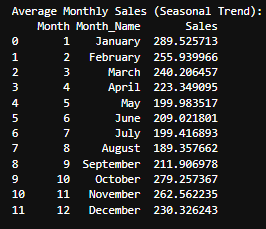 Average Monthly Sales (Seasonal Trend):
Month Month_Name Sales
0 1 January 289.525713
1 2 February 255.939966
2 3 March 240.206457
3 4 April 223.349095
4 5 May 199.983517
5 6 June 209.021801
6 7 July 199.416893
7 8 August 189.357662
8 9 September 211.906978
9 10 October 279.257367
10 11 November 262.562235
11 12 December 230.326243